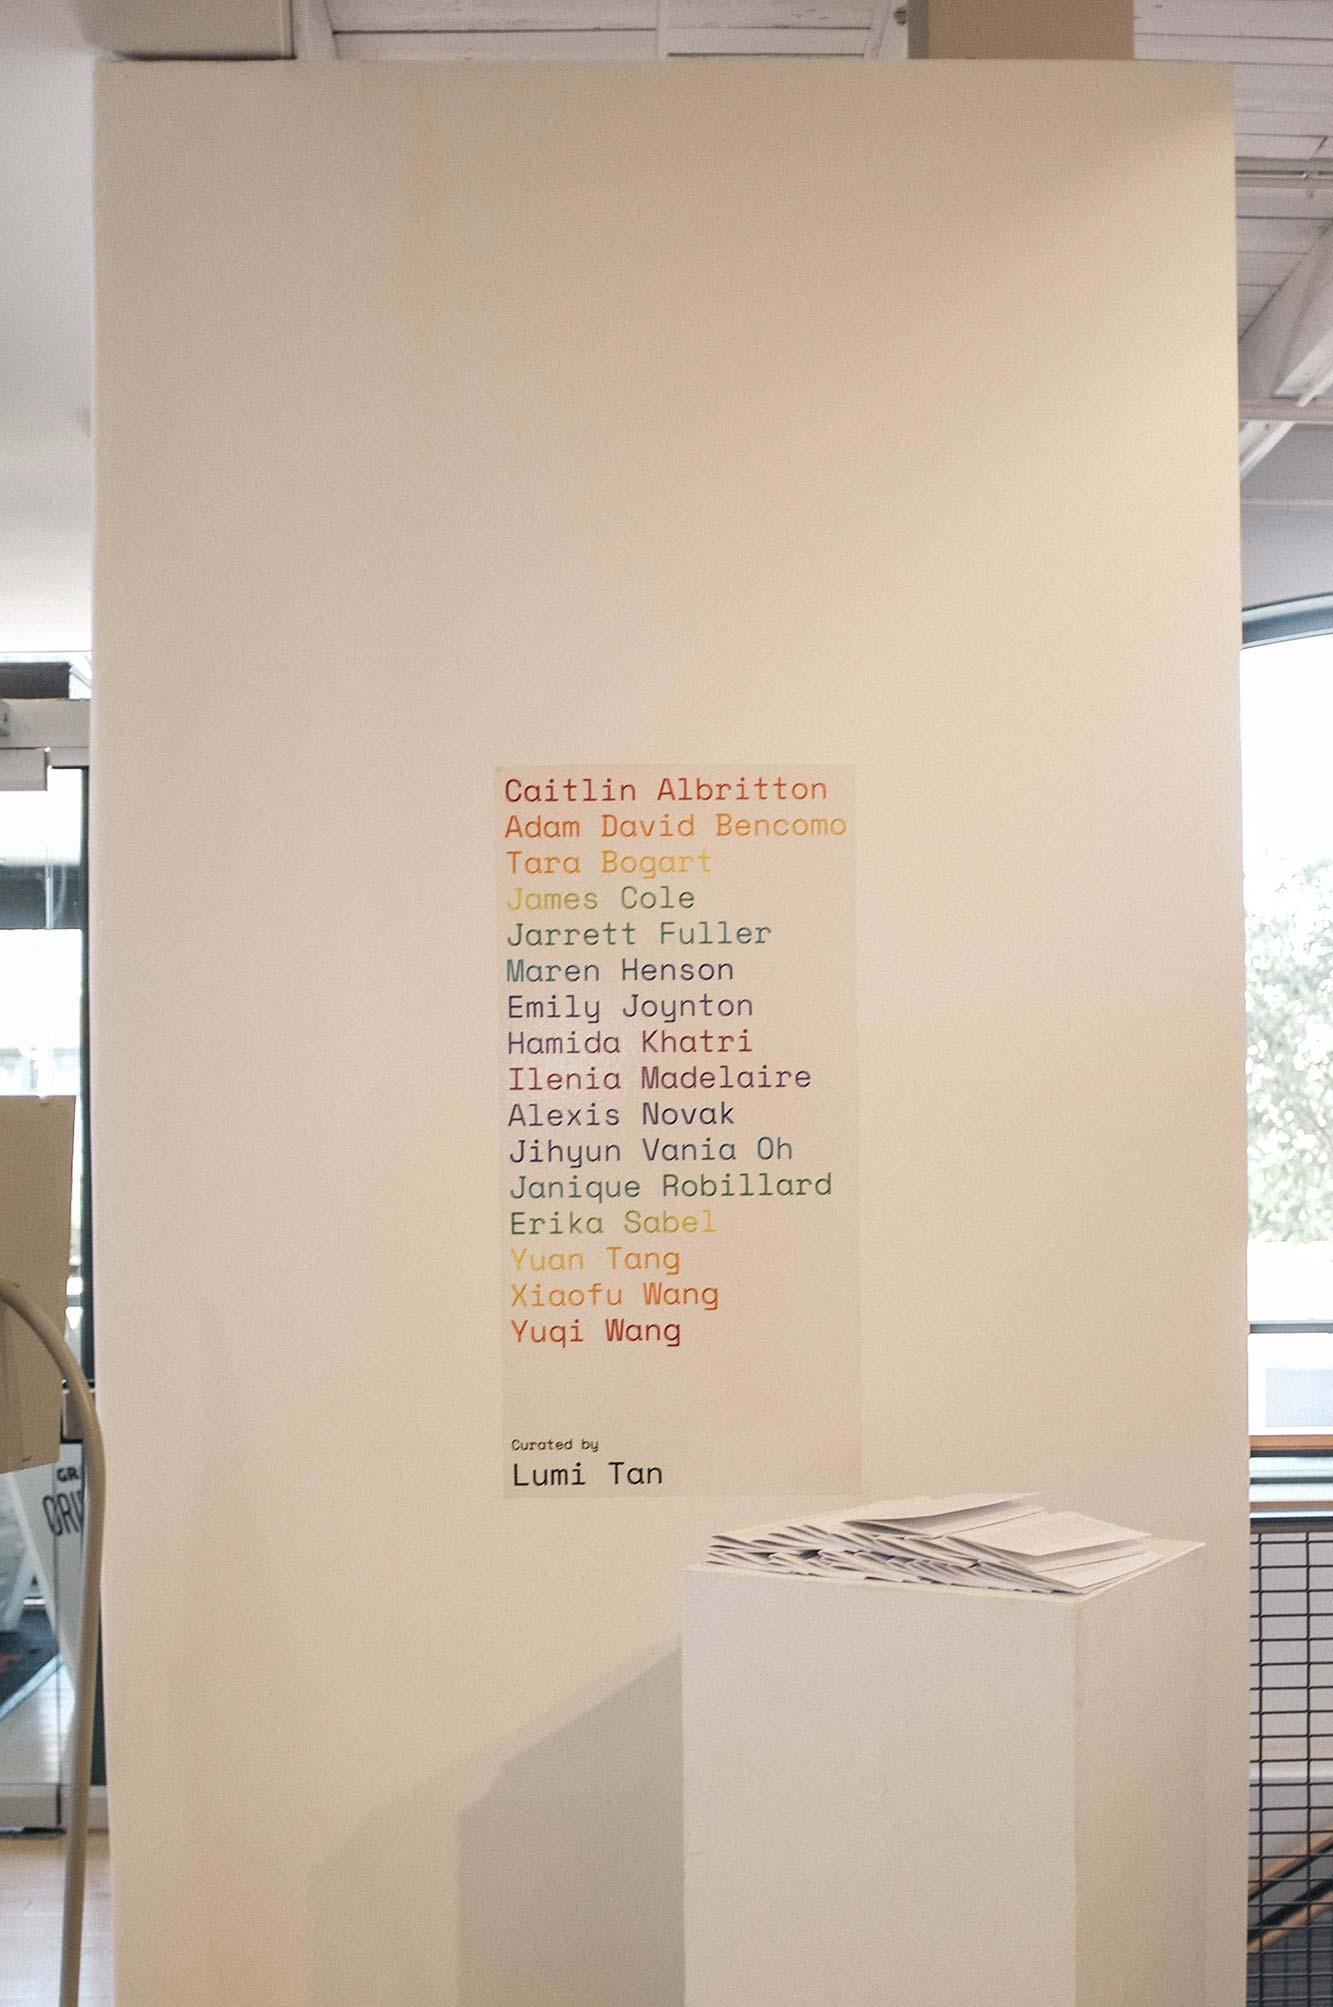 Caitlin Albritton
Adam David Bencomo
Tara Bogart
James Cole
Jarrett Fuller
Maren Henson
Emily Joynton
Hamida Khatri
Ilenia Madelaire
Alexis Novak
Jihyun Vania Oh
Janique Robillard
Erika Sabel
Yuan Tang
Xiaofu Wang
Yuqi Wang
Curated by
Lumi Tan